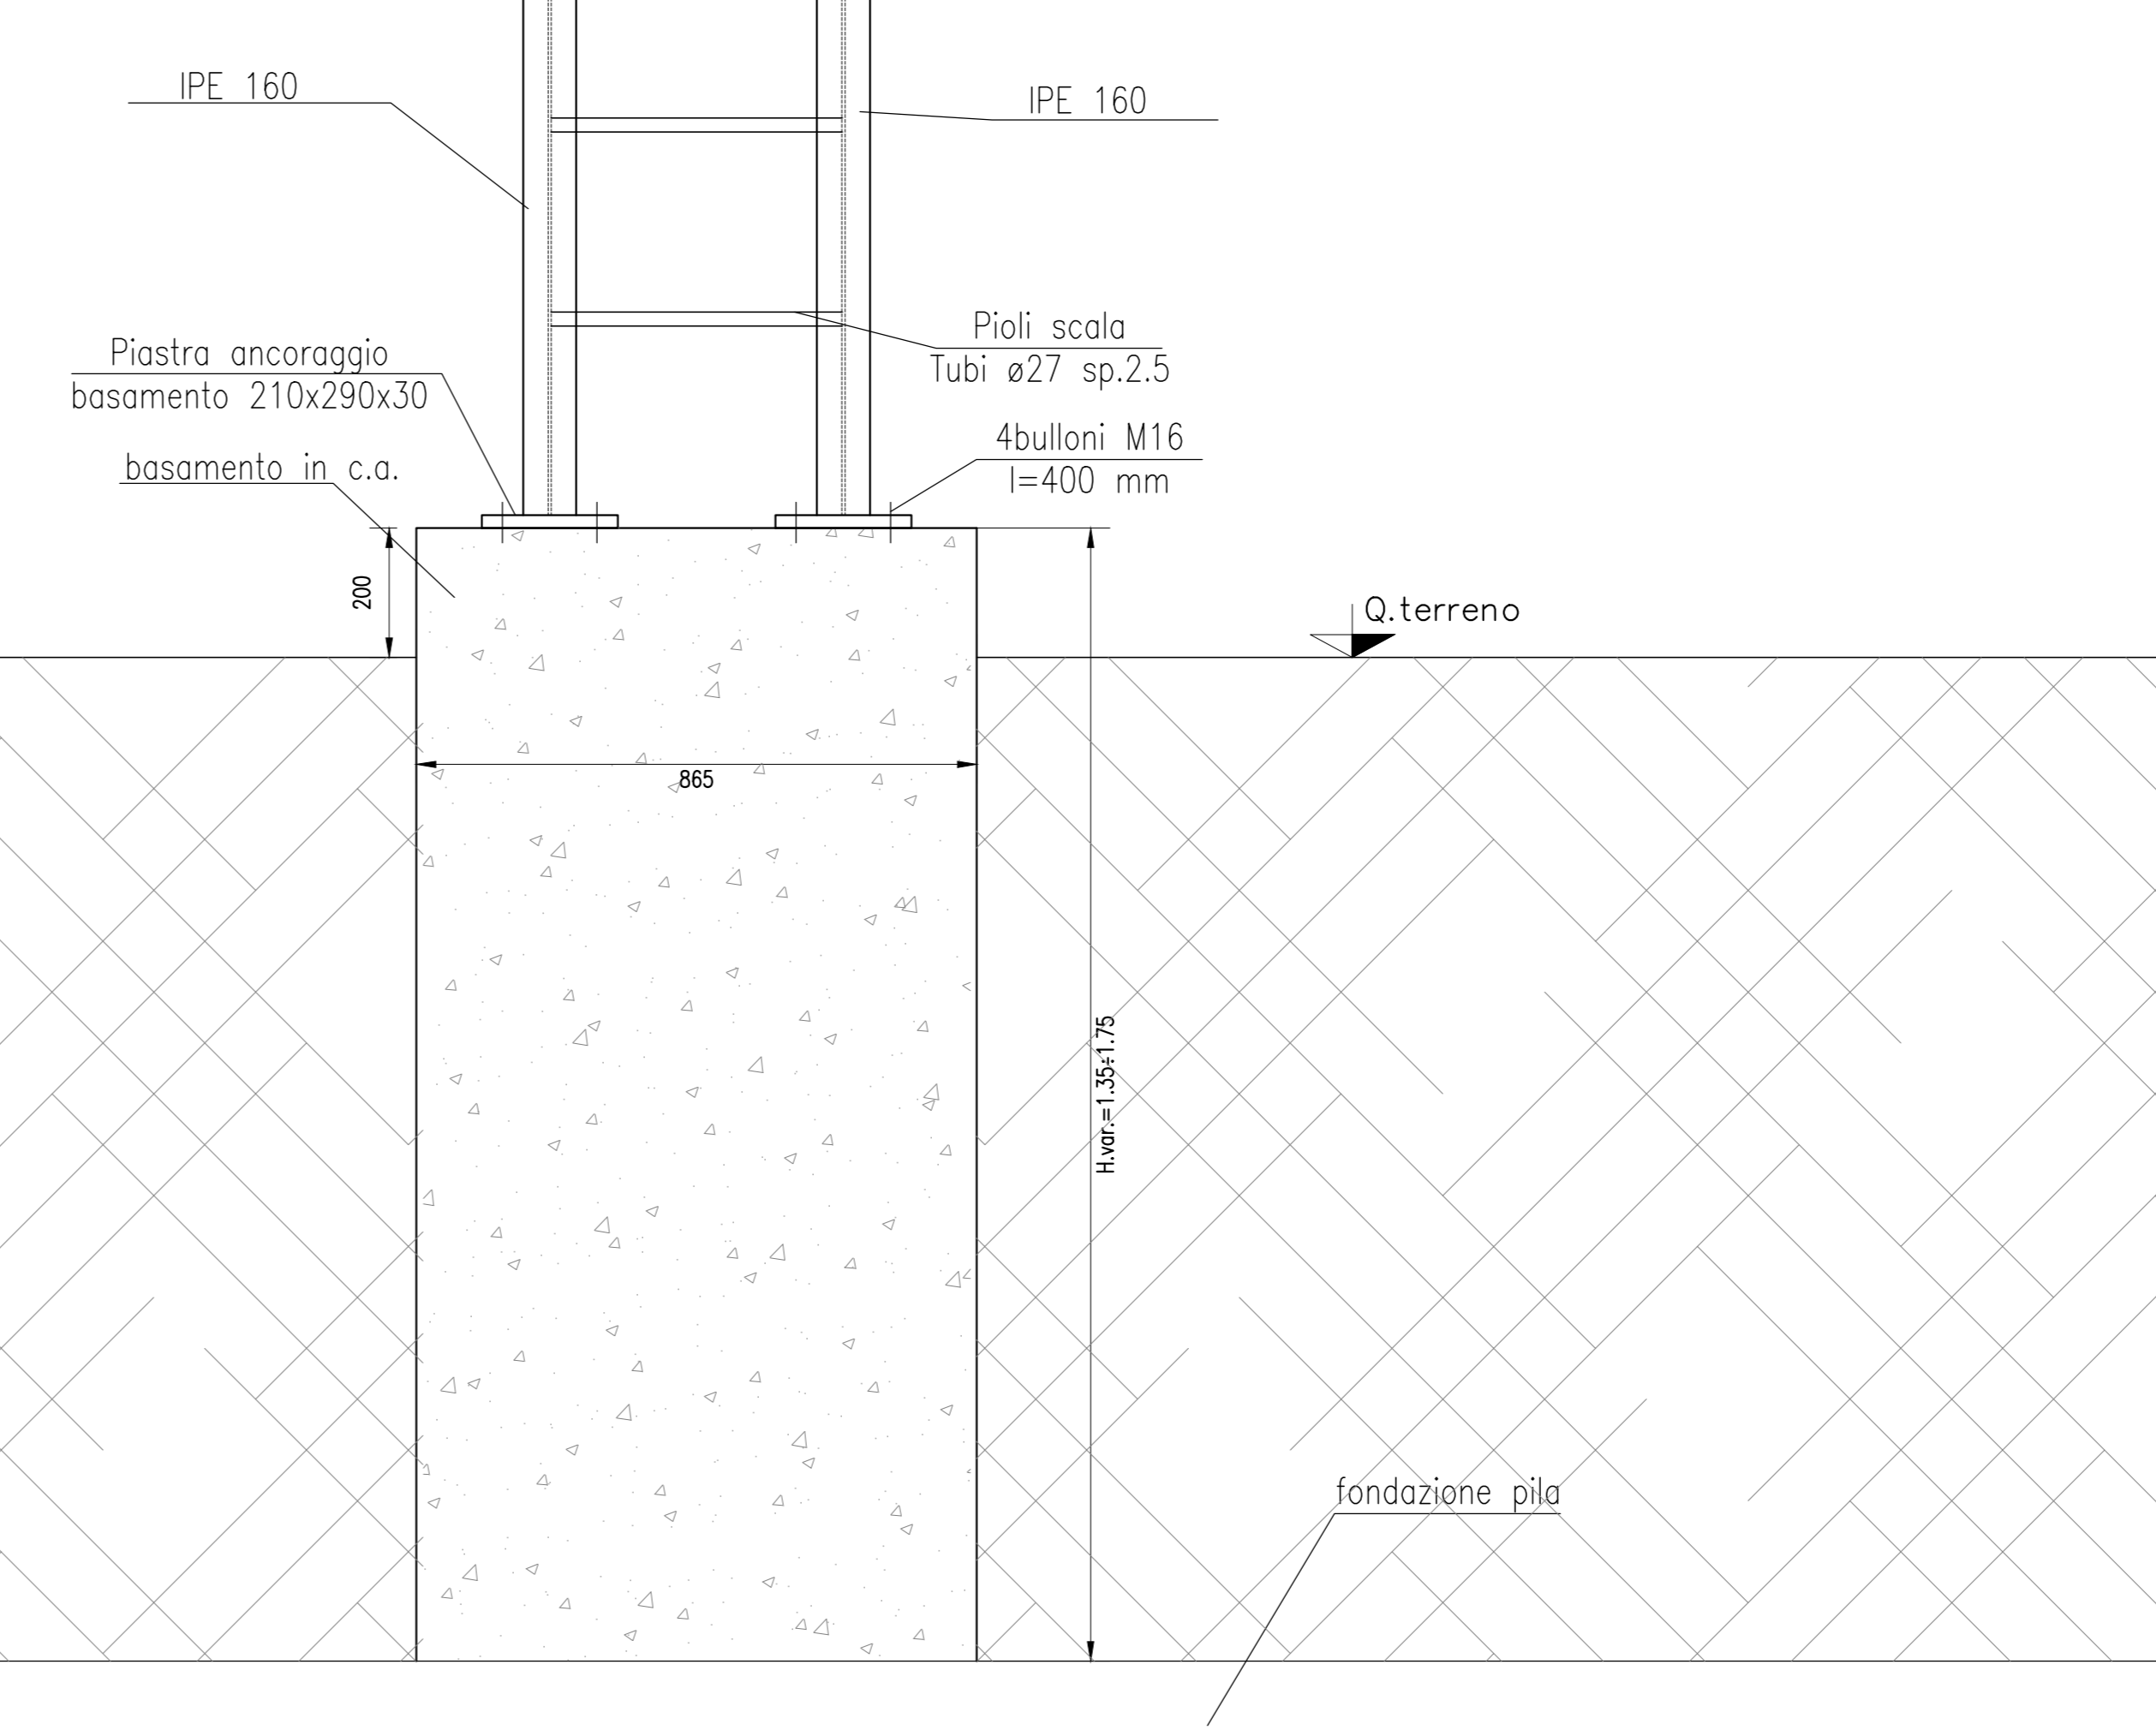 IPE 160
IPE 160
Pioli scala
Tubi ø27 sp.2.5
Piastra ancoraggio
basamento 210x290x30
4bulloni M16
l=400 mm
basamento in c.a.
200
Q.terreno
865
H.var.=1.35÷1.75
fondazione pila